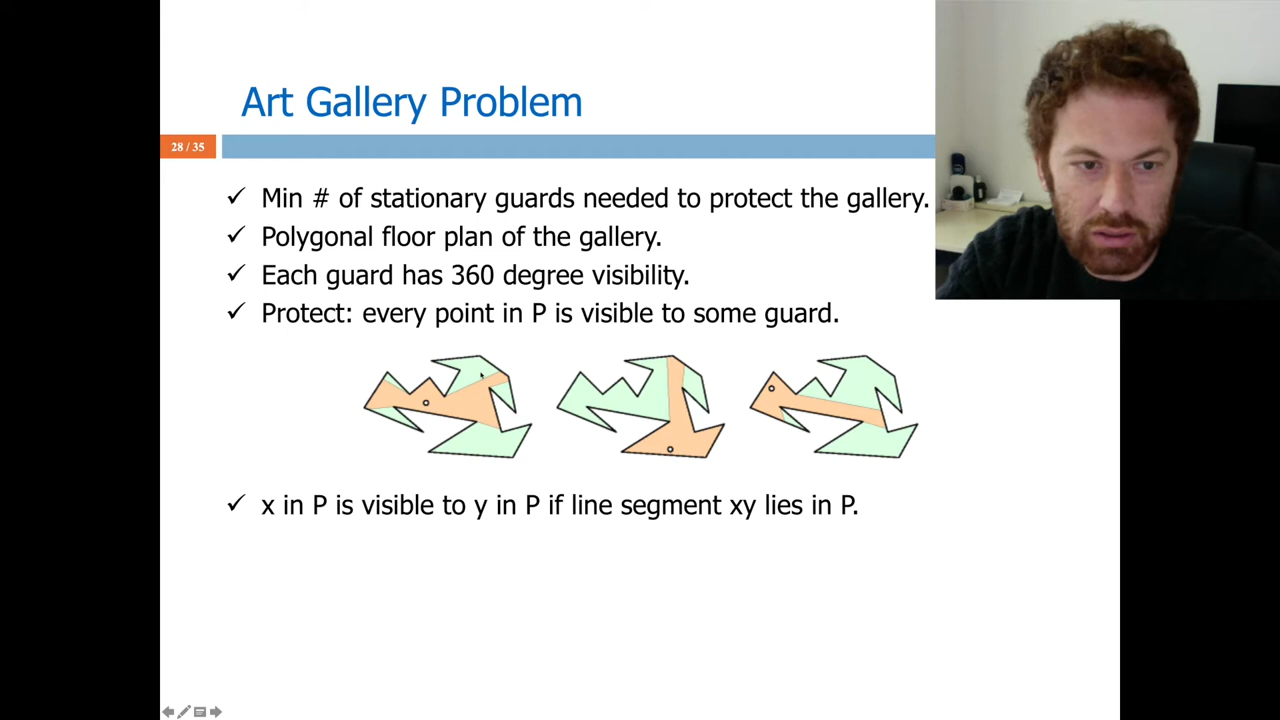 Art Gallery Problem
28 / 35
✓ Min # of stationary guards needed to protect the gallery.
✓ Polygonal floor plan of the gallery.
✓ Each guard has 360 degree visibility.
✓ Protect: every point in P is visible to some guard.
✓ x in P is visible to y in P if line segment xy lies in P.